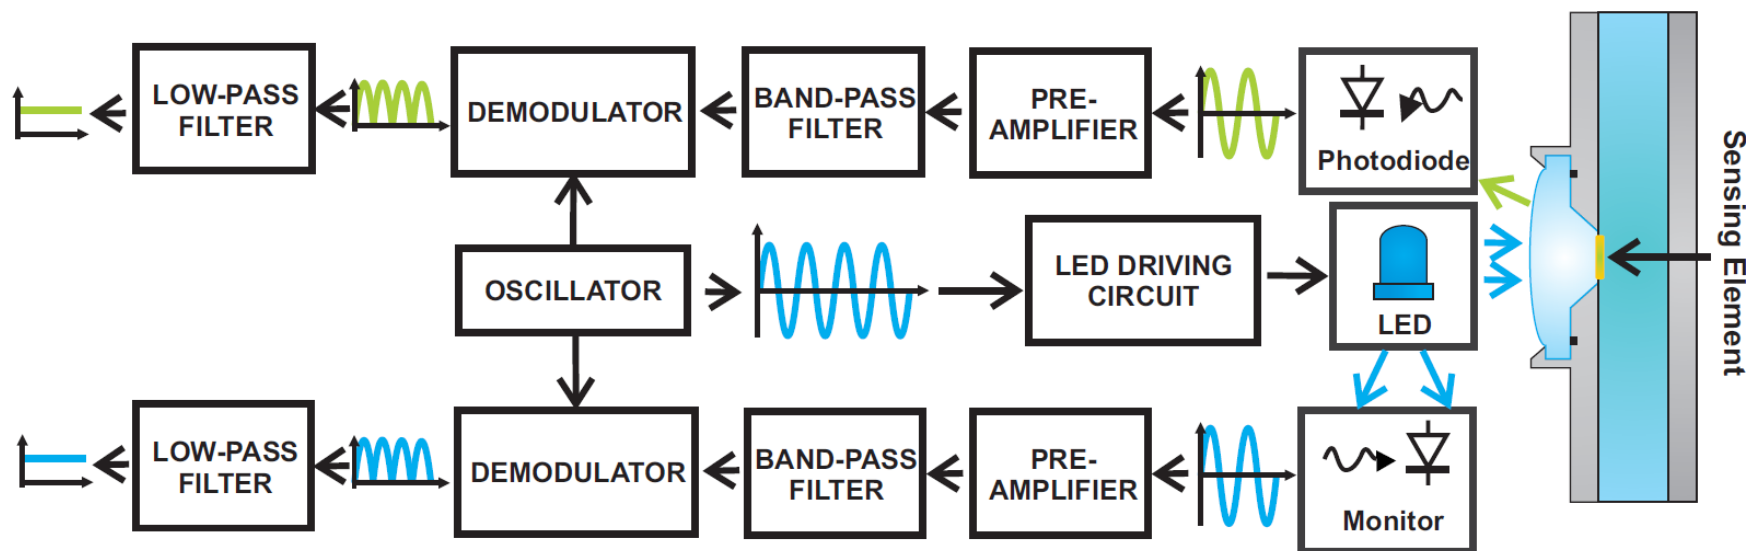 LOW-PASS
FILTER
DEMODULATOR
BAND-PASS
FILTER
PRE-
AMPLIFIER
Photodiode
OSCILLATOR
LED DRIVING
CIRCUIT
LED
Sensing Element
LOW-PASS
FILTER
DEMODULATOR
BAND-PASS
FILTER
PRE-
AMPLIFIER
Monitor